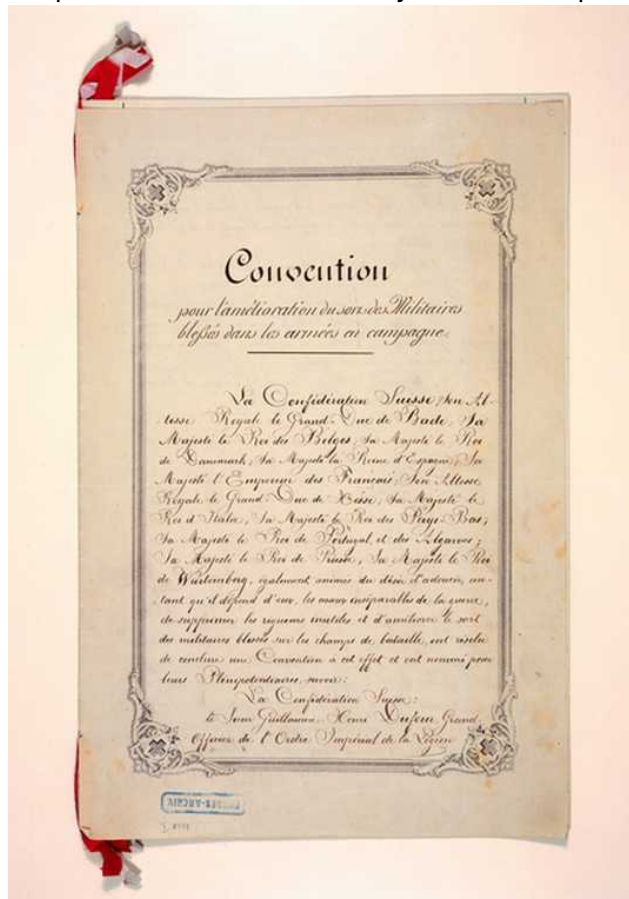 Convention
pour l'amélioration du sort des Militaires
blessés dans les armées en campagne.
La Confédération Suisse, Son Al-
tesse Royale le Grand-Duc de Bade, Sa
Majesté le Roi des Belges, Sa Majesté le Roi
de Danemark, Sa Majesté la Reine d'Espagne, Sa
Majesté l'Empereur des Français, Son Altesse
Royale le Grand-Duc de Hesse, Sa Majesté le
Roi d'Italie, Sa Majesté le Roi des Pays-Bas,
Sa Majesté le Roi de Portugal et des Algarves;
Sa Majesté le Roi de Prusse, Sa Majesté le Roi
de Würtemberg, également animés du désir d'adoucir, au-
tant qu'il dépend d'eux, les maux inséparables de la guerre,
de supprimer les rigueurs inutiles et d'améliorer le sort
des militaires blessés sur les champs de bataille, ont résolu
de conclure une Convention à cet effet et ont nommé pour
leurs Plénipotentiaires, savoir:
La Confédération Suisse:
le Sieur Guillaume Henri Dufour, Grand
Officier de l'Ordre Impérial de la Légion
BUNDES-ARCHIV